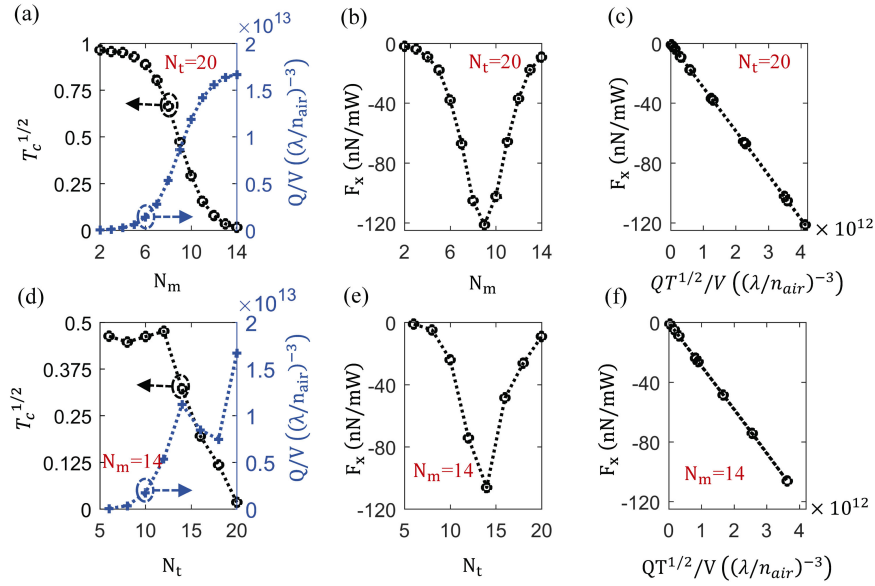 (a)
×10^13
1
0.75
0.5
0.25
0
T_c^1/2
N_t=20
2
1.5
1
0.5
0
Q/V ((λ/n_air)^-3)
2 6 10 14
N_m
(b)
0
-40
-80
-120
F_x (nN/mW)
N_t=20
2 6 10 14
N_m
(c)
0
-40
-80
-120
F_x (nN/mW)
N_t=20
0 1 2 3 4
× 10^12
QT^1/2/V ((λ/n_air)^-3)
(d)
×10^13
0.5
0.375
0.25
0.125
0
T_c^1/2
N_m=14
2
1.5
1
0.5
0
Q/V ((λ/n_air)^-3)
5 10 15 20
N_t
(e)
0
-40
-80
-120
F_x (nN/mW)
N_m=14
5 10 15 20
N_t
(f)
0
-40
-80
-120
F_x (nN/mW)
N_m=14
0 1 2 3 4
× 10^12
QT^1/2/V ((λ/n_air)^-3)